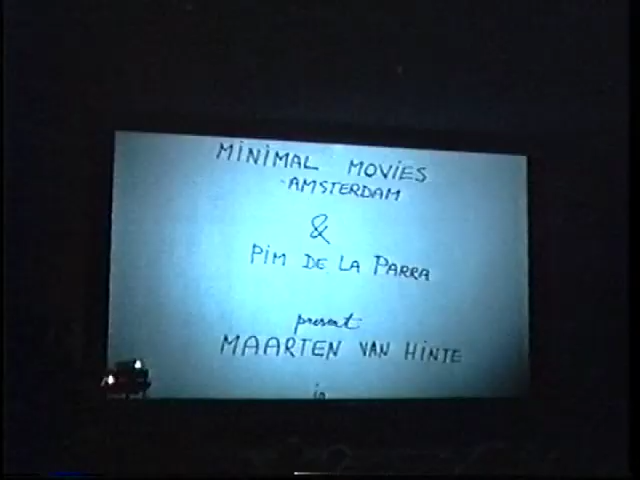 MINIMAL MOVIES
-AMSTERDAM
&
PIM DE LA PARRA
present
MAARTEN VAN HINTE
in